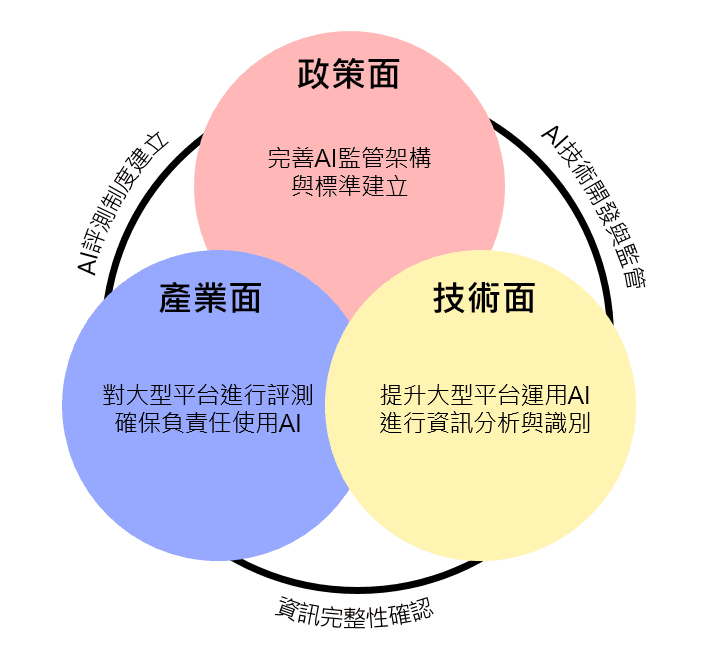 政策面
完善AI監管架構
與標準建立
AI評測制度建立
AI技術開發與監管
產業面
對大型平台進行評測
確保負責任使用AI
技術面
提升大型平台運用AI
進行資訊分析與識別
資訊完整性確認